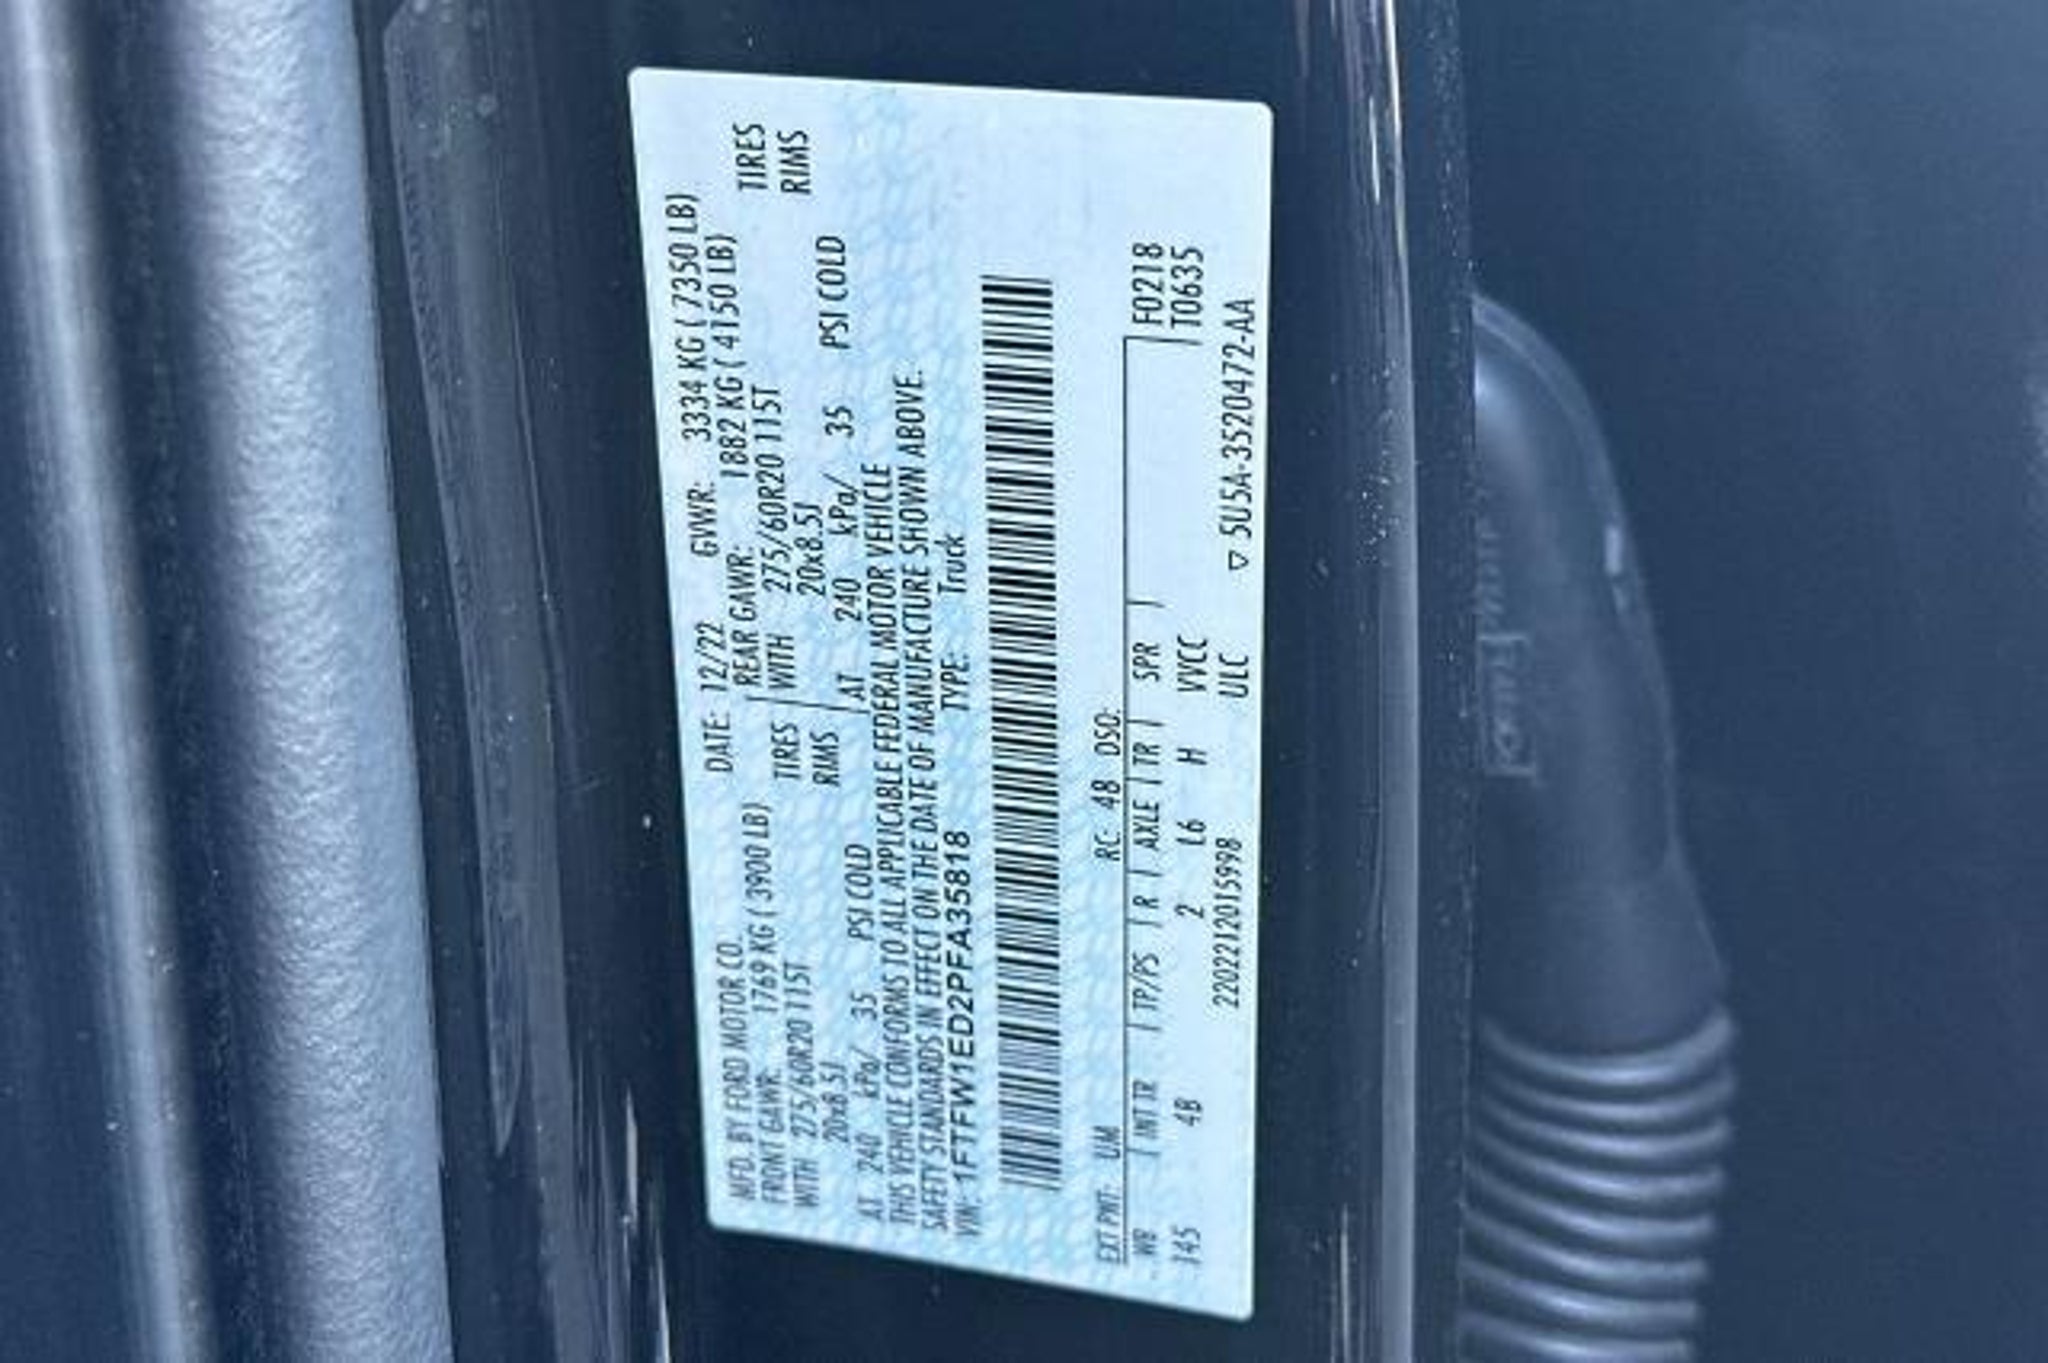 MFD. BY FORD MOTOR CO. DATE: 12/22 GVWR: 3334 KG ( 7350 LB)
FRONT GAWR: 1769 KG ( 3900 LB) REAR GAWR: 1882 KG ( 4150 LB)
WITH 275/60R20 115T TIRES WITH 275/60R20 115T TIRES
20x8.5J RIMS 20x8.5J RIMS
AT 240 kPa/ 35 PSI COLD AT 240 kPa/ 35 PSI COLD
THIS VEHICLE CONFORMS TO ALL APPLICABLE FEDERAL MOTOR VEHICLE
SAFETY STANDARDS IN EFFECT ON THE DATE OF MANUFACTURE SHOWN ABOVE.
VIN: 1FTFW1ED2PFA35818 TYPE: Truck
EXT PNT: UM RC: 48 DSO: F0218
WB | INT TR | TP/PS | R | AXLE | TR | SPR | T0635
145 4B 2 L6 H VVCC
2202212015998 ULC ▽ 5U5A-3520472-AA